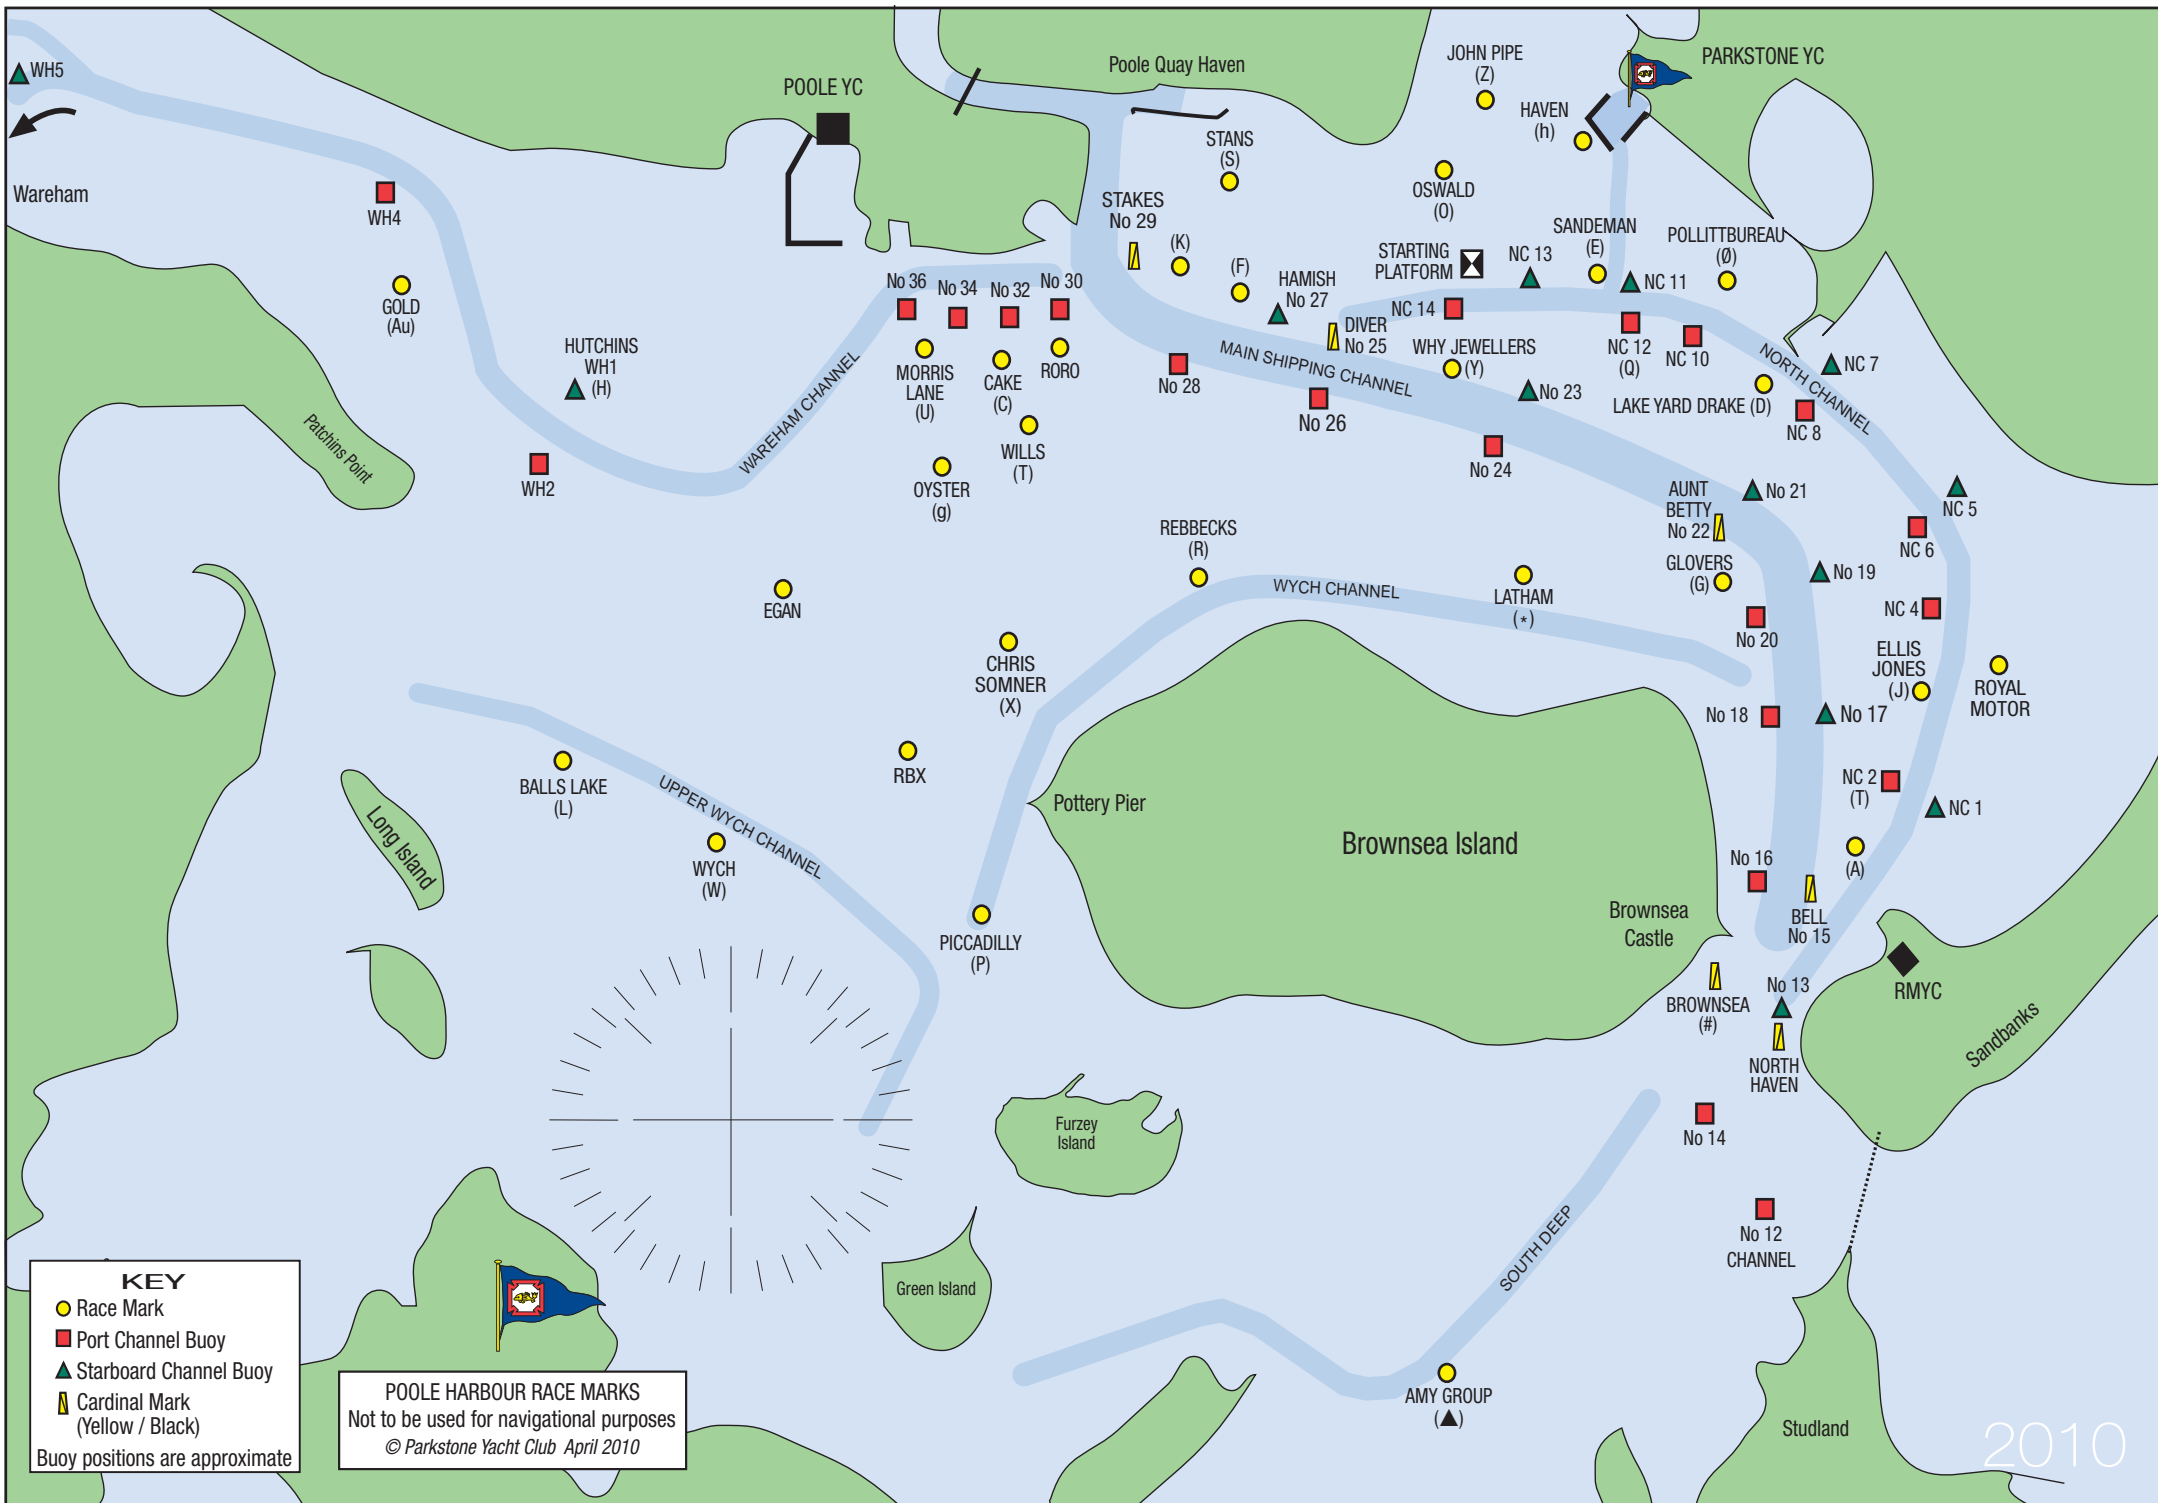 WH5
Wareham
WH4
GOLD
(Au)
HUTCHINS
WH1
(H)
WH2
Patchins Point
POOLE YC
Poole Quay Haven
JOHN PIPE
(Z)
PARKSTONE YC
HAVEN
(h)
STANS
(S)
OSWALD
(O)
STAKES
No 29
(K)
(F)
HAMISH
No 27
STARTING
PLATFORM
NC 13
SANDEMAN
(E)
POLLITTBUREAU
(Ø)
NC 11
NC 14
DIVER
No 25
No 36
No 34
No 32
No 30
MORRIS
LANE
(U)
CAKE
(C)
RORO
WILLS
(T)
OYSTER
(g)
WAREHAM CHANNEL
No 28
MAIN SHIPPING CHANNEL
No 26
WHY JEWELLERS
(Y)
No 23
No 24
NC 12
(Q)
NC 10
NORTH CHANNEL
NC 7
LAKE YARD DRAKE (D)
NC 8
AUNT
BETTY
No 22
No 21
NC 5
NC 6
GLOVERS
(G)
No 19
NC 4
No 20
ELLIS
JONES
(J)
ROYAL
MOTOR
No 18
No 17
NC 2
(T)
NC 1
REBBECKS
(R)
WYCH CHANNEL
LATHAM
(*)
EGAN
CHRIS
SOMNER
(X)
RBX
BALLS LAKE
(L)
UPPER WYCH CHANNEL
WYCH
(W)
Long Island
PICCADILLY
(P)
Pottery Pier
Brownsea Island
Brownsea
Castle
No 16
(A)
BELL
No 15
BROWNSEA
(#)
No 13
NORTH
HAVEN
RMYC
Sandbanks
No 14
No 12
CHANNEL
Furzey
Island
Green Island
SOUTH DEEP
AMY GROUP
(▲)
Studland
2010
KEY
Race Mark
Port Channel Buoy
Starboard Channel Buoy
Cardinal Mark
(Yellow / Black)
Buoy positions are approximate
POOLE HARBOUR RACE MARKS
Not to be used for navigational purposes
© Parkstone Yacht Club April 2010